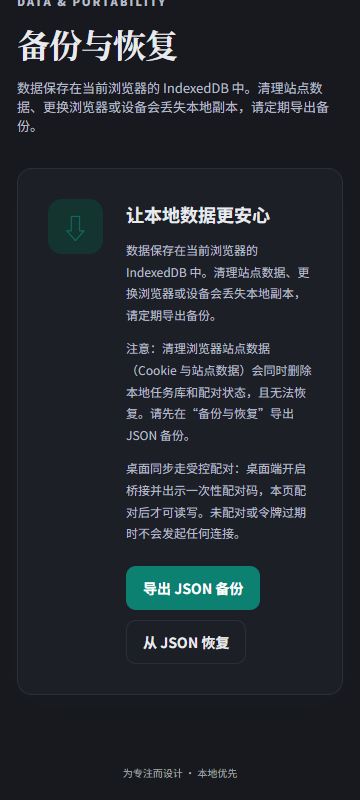 DATA & PORTABILITY
备份与恢复
数据保存在当前浏览器的 IndexedDB 中。清理站点数
据、更换浏览器或设备会丢失本地副本，请定期导出备
份。
让本地数据更安心
数据保存在当前浏览器的
IndexedDB 中。清理站点数据、更
换浏览器或设备会丢失本地副本，
请定期导出备份。
注意：清理浏览器站点数据
（Cookie 与站点数据）会同时删除
本地任务库和配对状态，且无法恢
复。请先在“备份与恢复”导出
JSON 备份。
桌面同步走受控配对：桌面端开启
桥接并出示一次性配对码，本页配
对后才可读写。未配对或令牌过期
时不会发起任何连接。
导出 JSON 备份
从 JSON 恢复
为专注而设计 · 本地优先